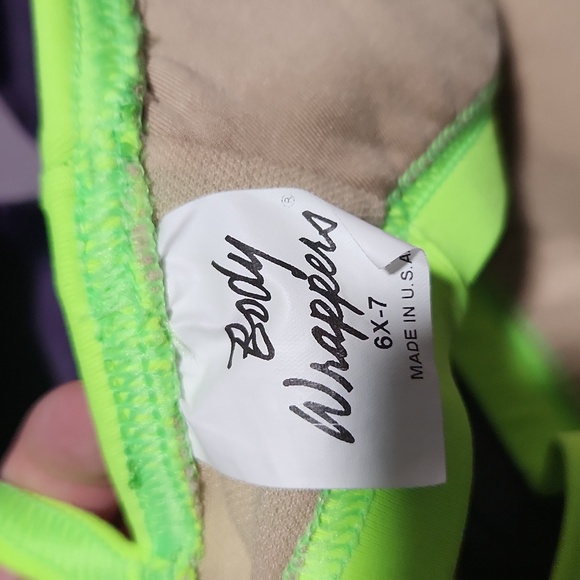 Body
Wrappers®
6X-7
MADE IN U.S.A.